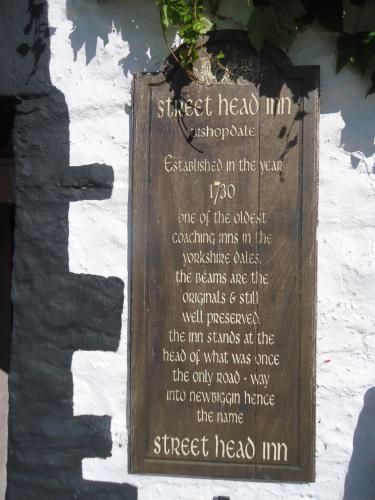 Street Head Inn
Bishopdale
Established in the year
1730
one of the oldest
coaching inns in the
yorkshire dales.
the beams are the
originals & still
well preserved.
the inn stands at the
head of what was once
the only road - way
into newbiggin hence
the name
Street head inn